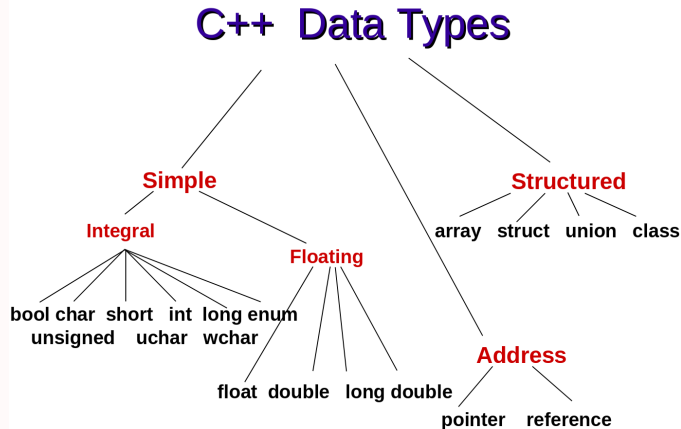 C++ Data Types
Simple
Structured
Integral
array struct union class
Floating
bool char short int long enum
unsigned uchar wchar
Address
float double long double
pointer reference